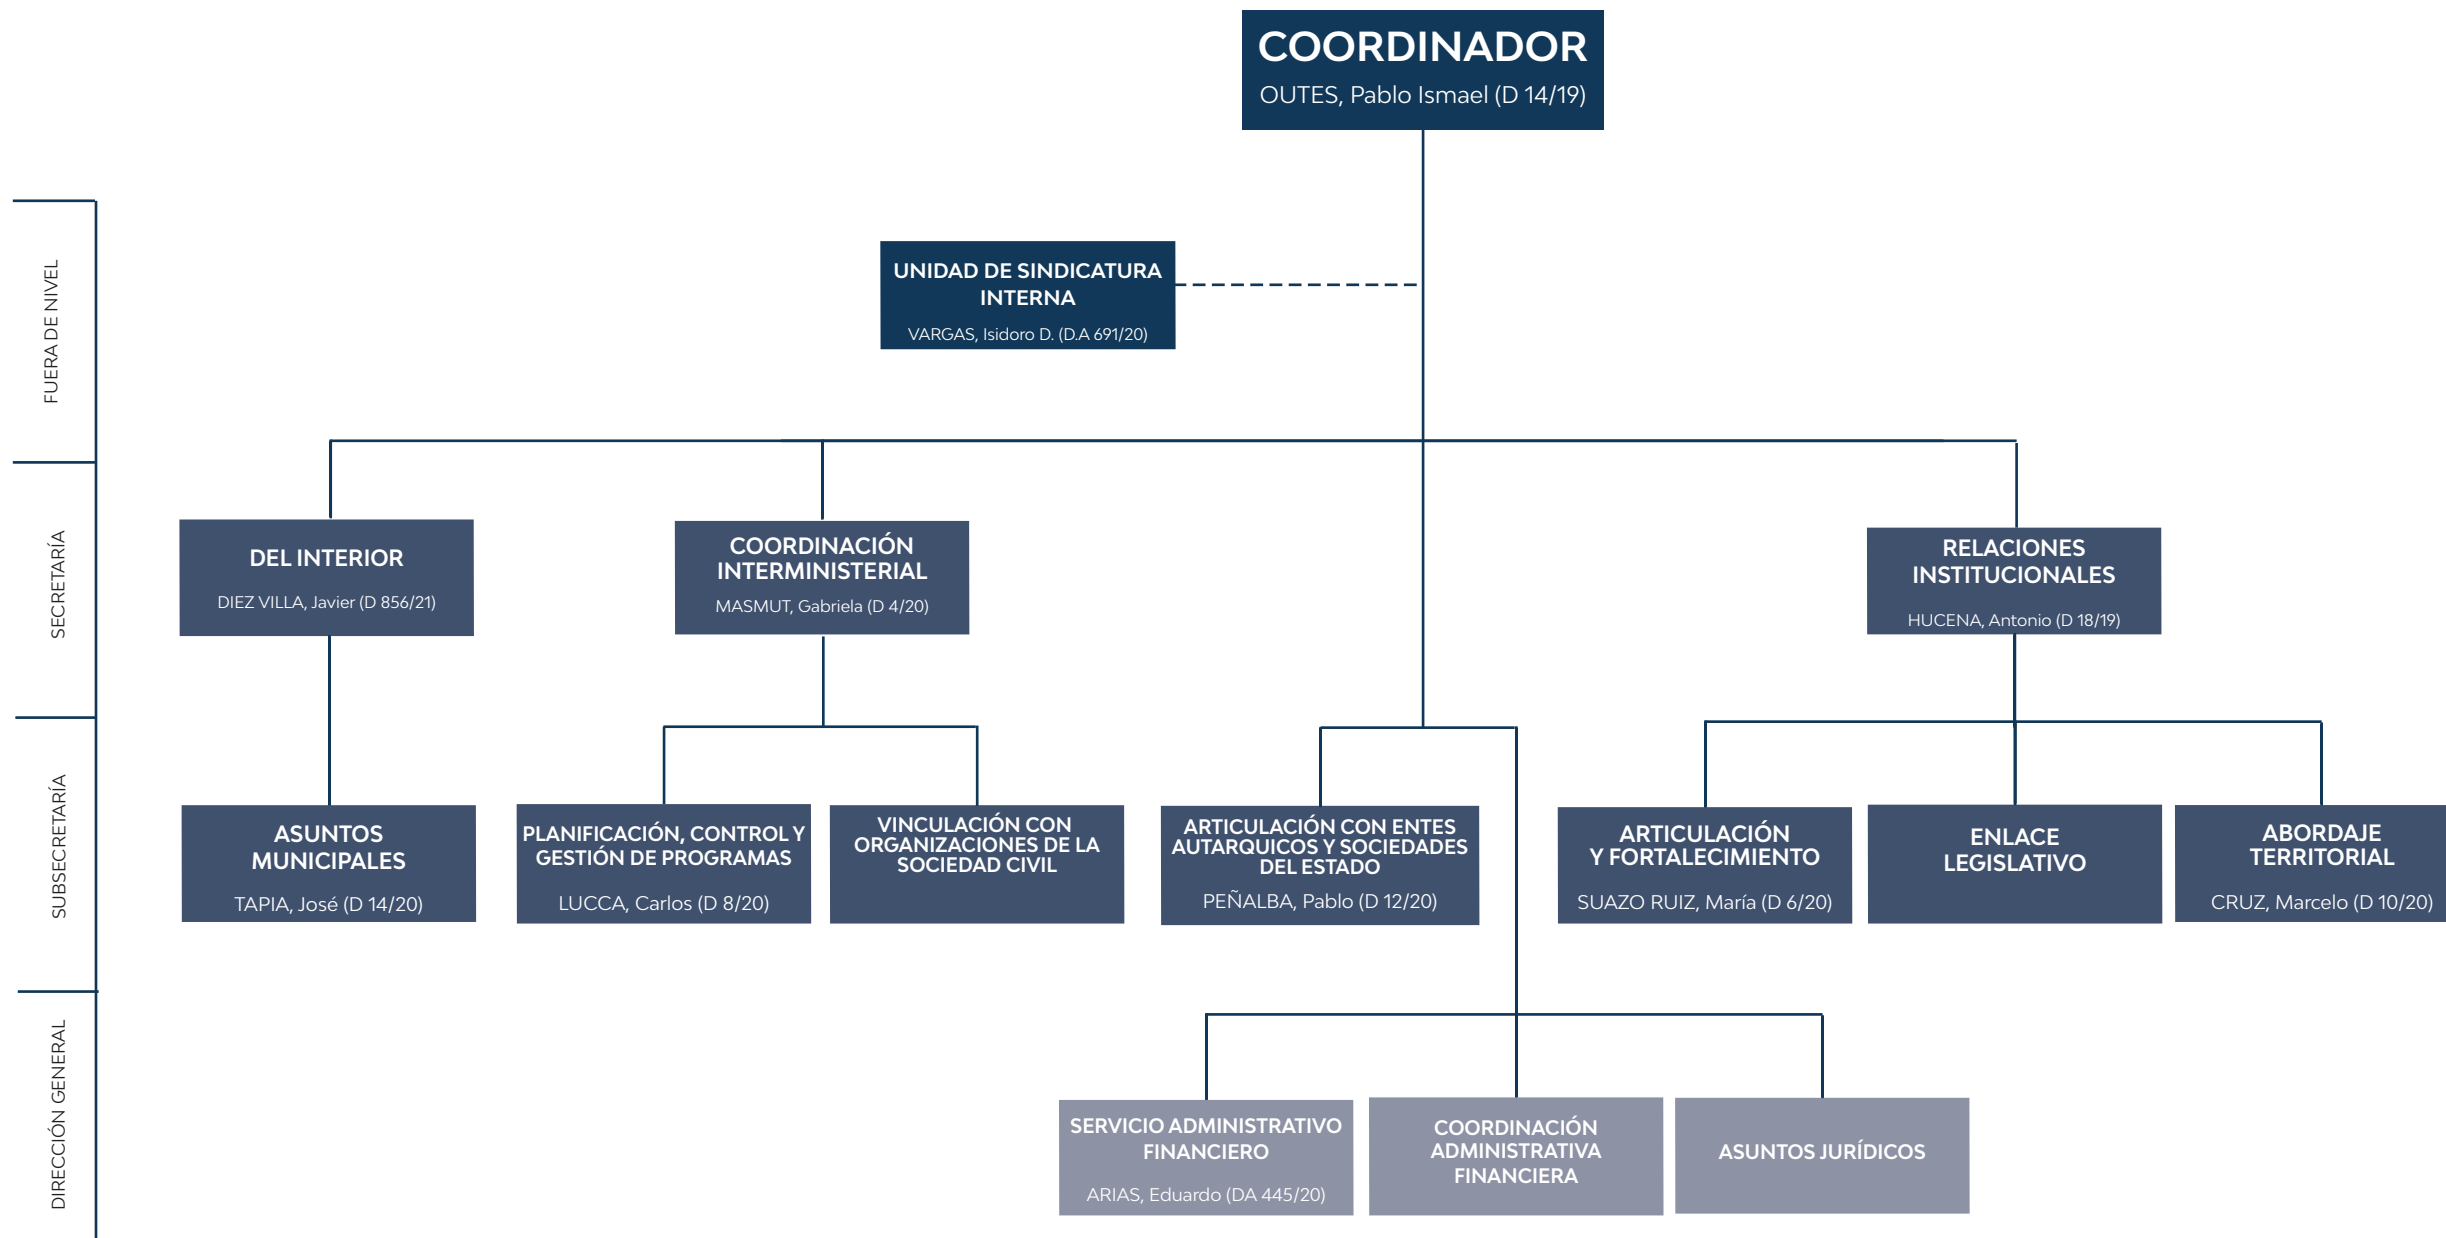 COORDINADOR
OUTES, Pablo Ismael (D 14/19)
FUERA DE NIVEL
UNIDAD DE SINDICATURA
INTERNA
VARGAS, Isidoro D. (D.A 691/20)
SECRETARÍA
DEL INTERIOR
DIEZ VILLA, Javier (D 856/21)
COORDINACIÓN
INTERMINISTERIAL
MASMUT, Gabriela (D 4/20)
RELACIONES
INSTITUCIONALES
HUCENA, Antonio (D 18/19)
SUBSECRETARÍA
ASUNTOS
MUNICIPALES
TAPIA, José (D 14/20)
PLANIFICACIÓN, CONTROL Y
GESTIÓN DE PROGRAMAS
LUCCA, Carlos (D 8/20)
VINCULACIÓN CON
ORGANIZACIONES DE LA
SOCIEDAD CIVIL
ARTICULACIÓN CON ENTES
AUTARQUICOS Y SOCIEDADES
DEL ESTADO
PEÑALBA, Pablo (D 12/20)
ARTICULACIÓN
Y FORTALECIMIENTO
SUAZO RUIZ, María (D 6/20)
ENLACE
LEGISLATIVO
ABORDAJE
TERRITORIAL
CRUZ, Marcelo (D 10/20)
DIRECCIÓN GENERAL
SERVICIO ADMINISTRATIVO
FINANCIERO
ARIAS, Eduardo (DA 445/20)
COORDINACIÓN
ADMINISTRATIVA
FINANCIERA
ASUNTOS JURÍDICOS